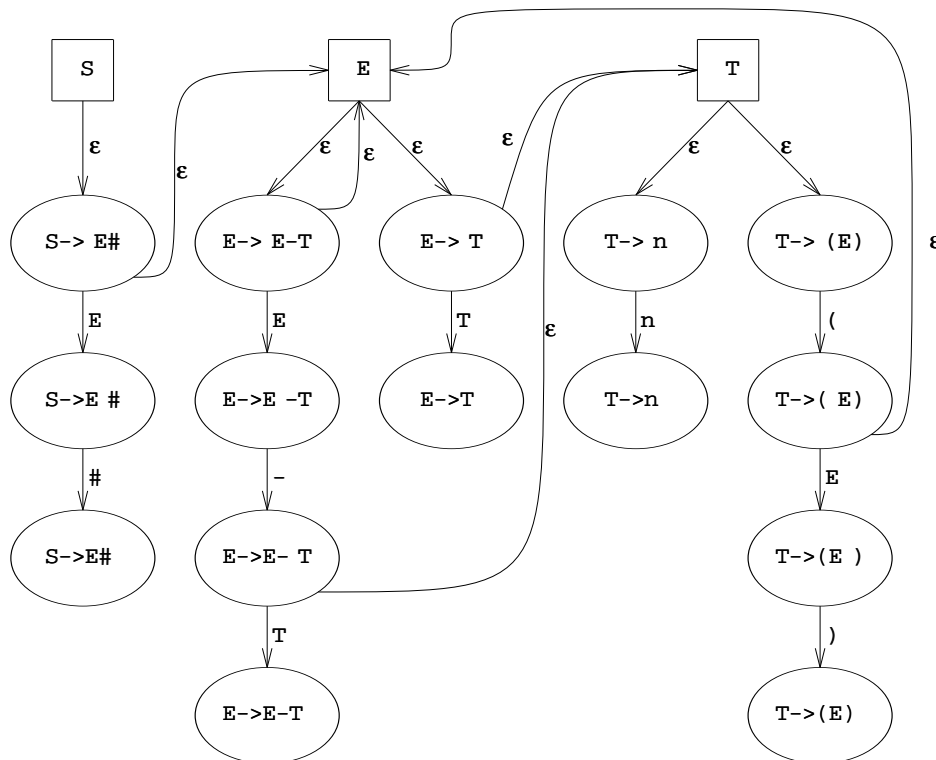 S E T
ε ε ε ε ε ε ε
ε
S-> E# E-> E-T E-> T T-> n T-> (E)
ε
E E T n (
ε
S->E # E->E -T E->T T->n T->( E)
# - E
S->E# E->E- T T->(E )
T )
E->E-T T->(E)